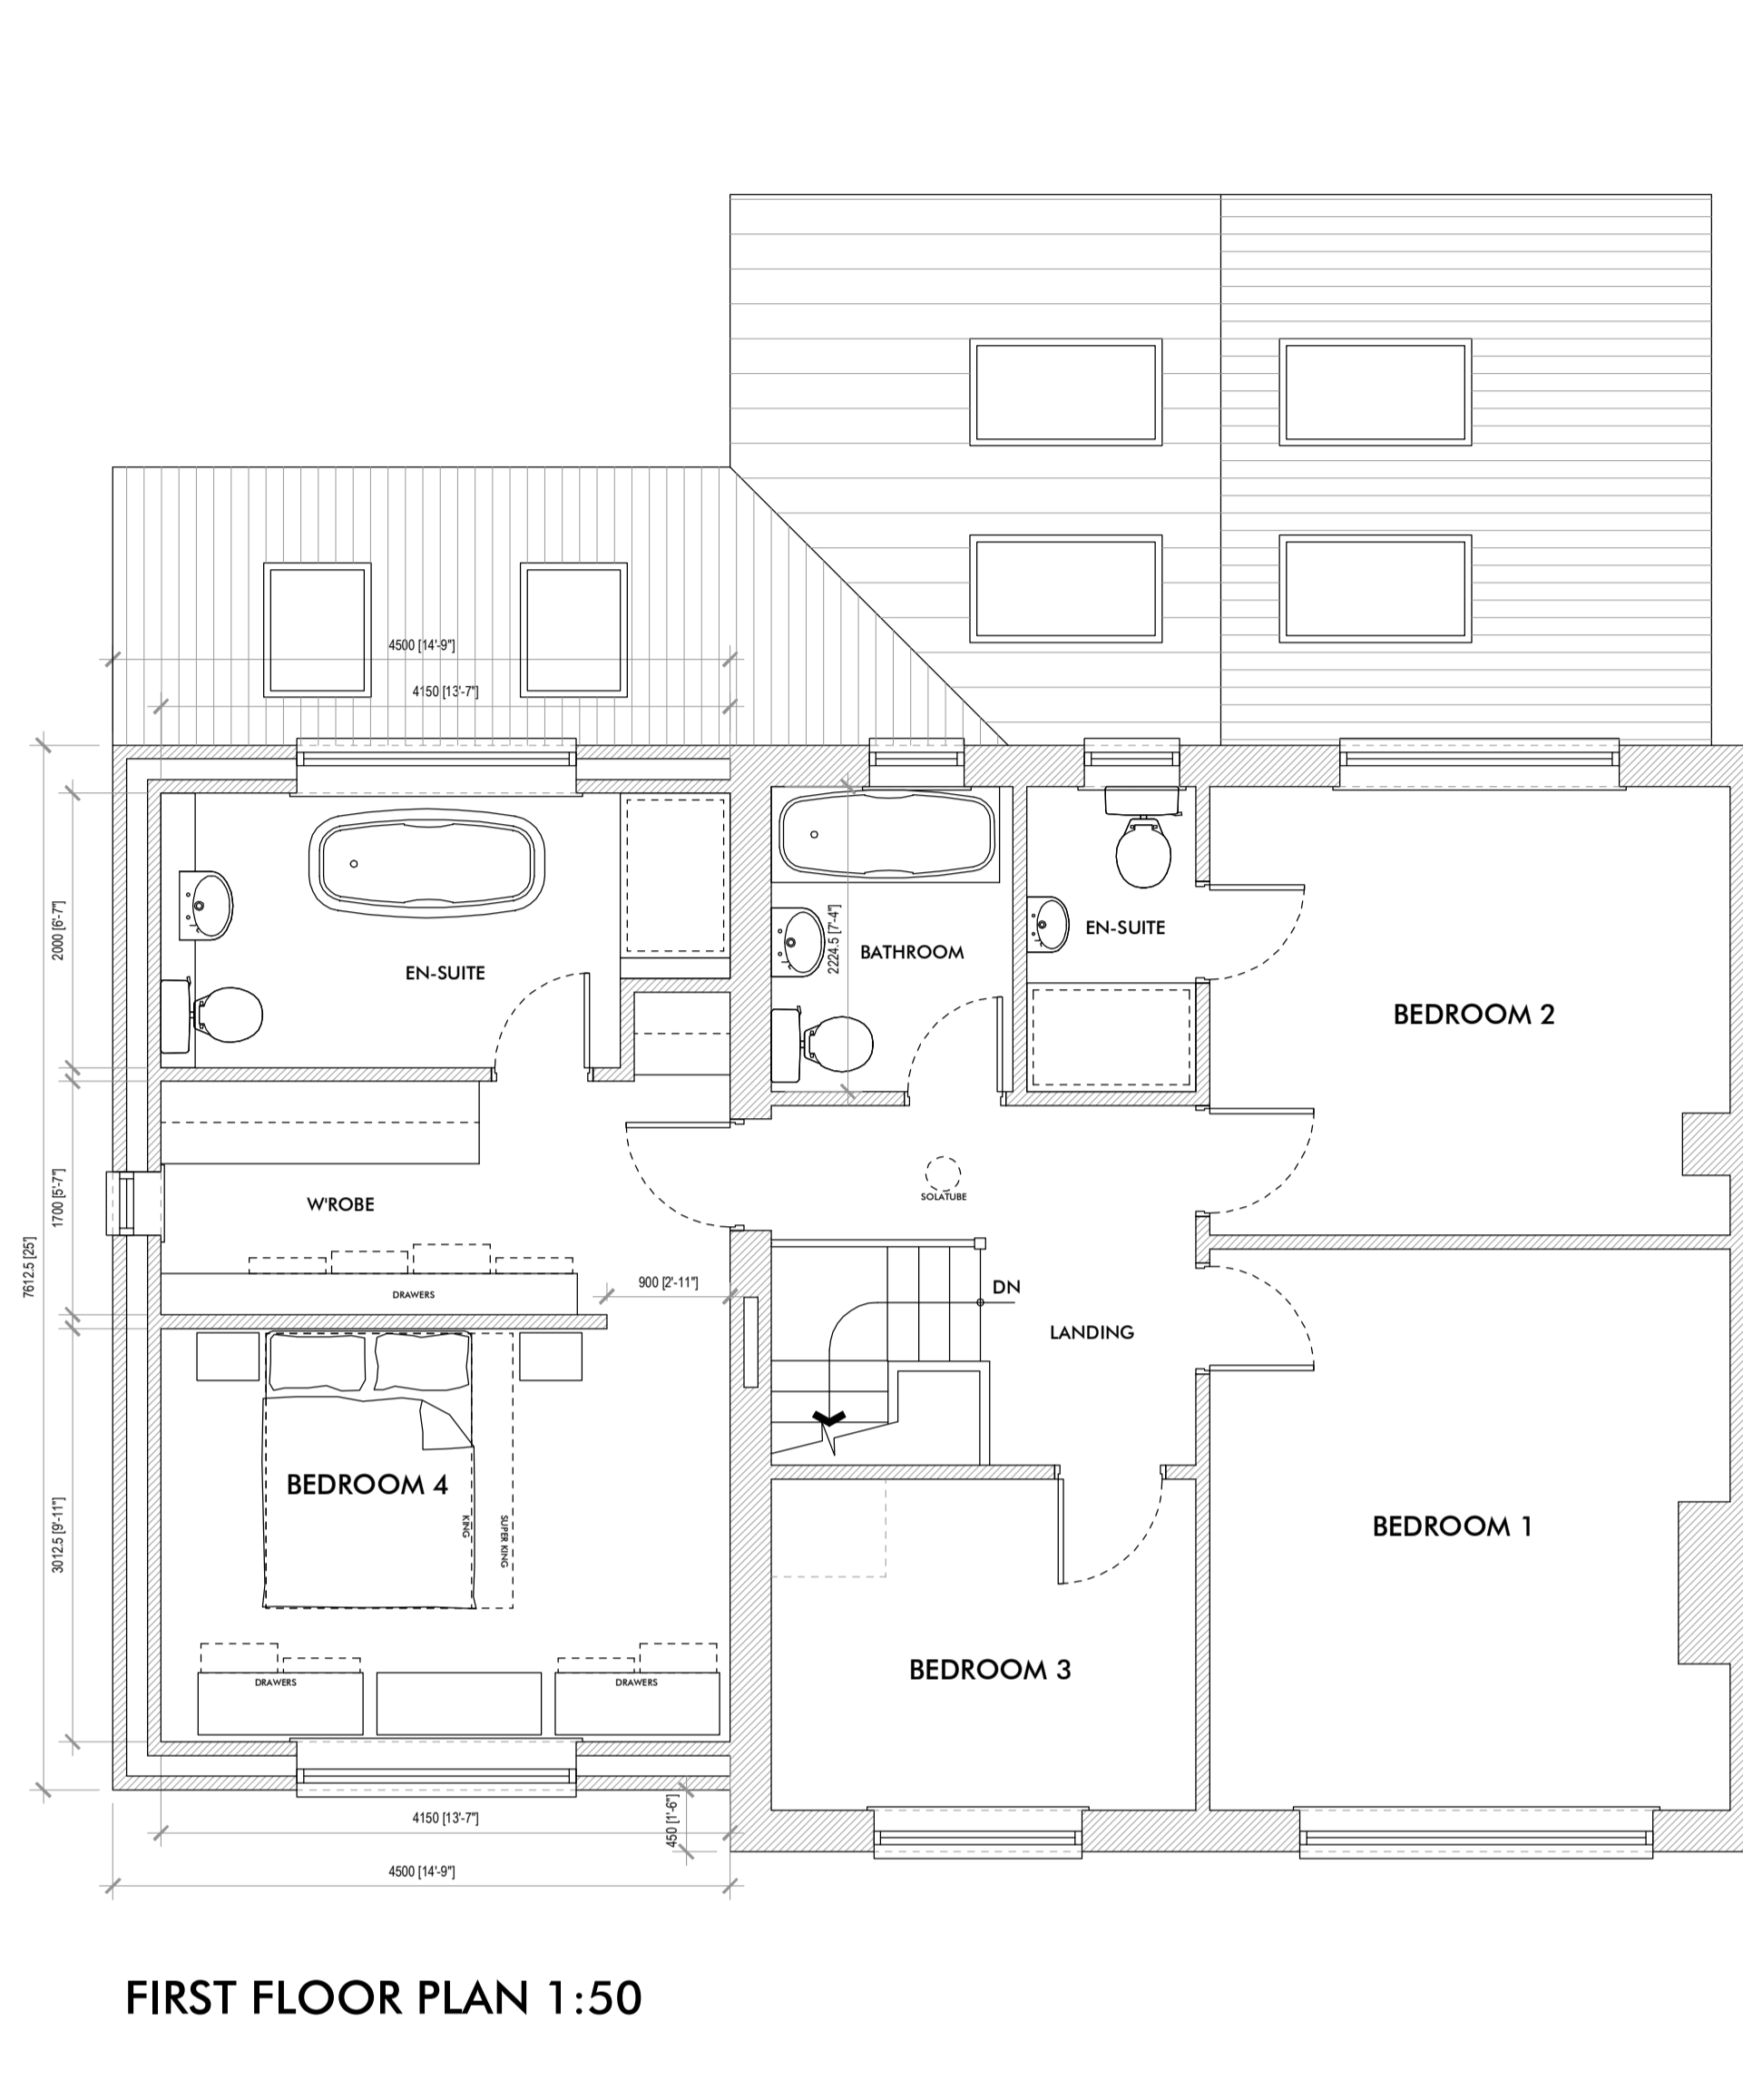 4500 [14'-9"]
4150 [13'-7"]
2000 [6'-7"]
2224.5 [7'-4"]
EN-SUITE
BATHROOM
EN-SUITE
BEDROOM 2
1700 [5'-7"]
W'ROBE
SOLATUBE
7612.5 [25']
DRAWERS
900 [2'-11"]
DN
LANDING
3012.5 [9'-11"]
BEDROOM 4
KING
SUPER KING
BEDROOM 1
BEDROOM 3
DRAWERS
DRAWERS
4150 [13'-7"]
450 [1'-6"]
4500 [14'-9"]
FIRST FLOOR PLAN 1:50